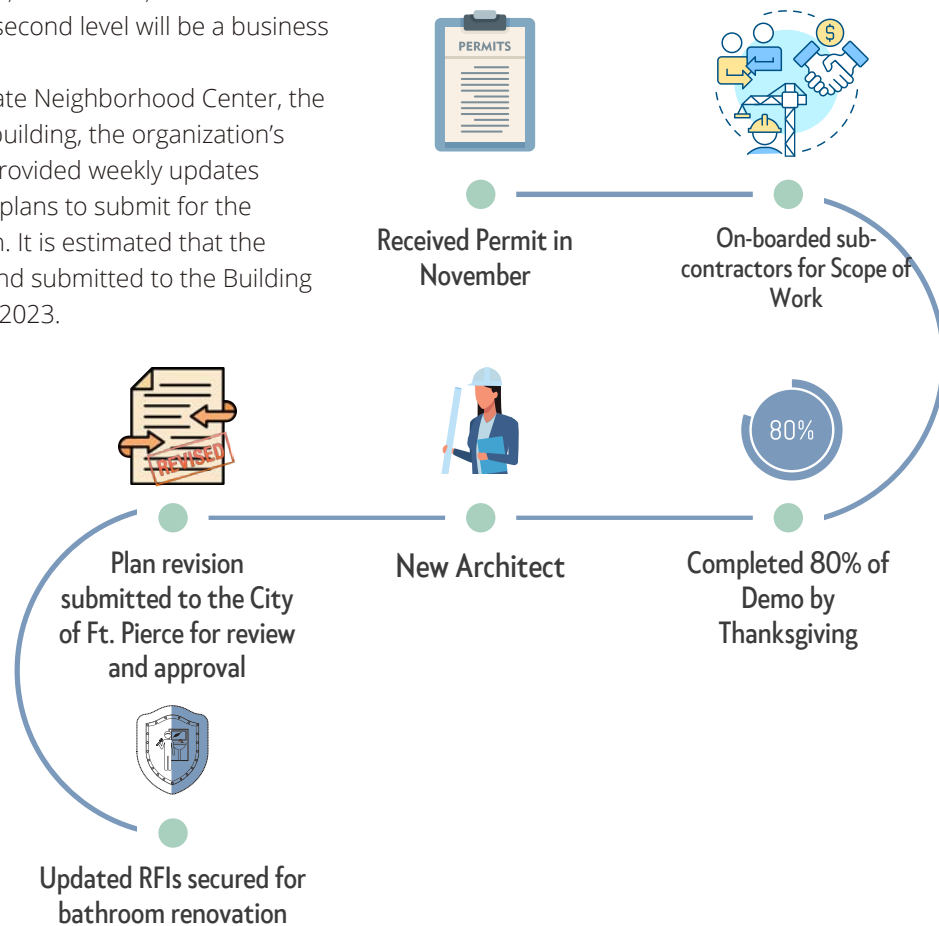 second level will be a business
ate Neighborhood Center, the
building, the organization's
rovided weekly updates
plans to submit for the
n. It is estimated that the
nd submitted to the Building
2023.
PERMITS
$
Received Permit in
November
On-boarded sub-
contractors for Scope of
Work
REVISED
80%
Plan revision
submitted to the City
of Ft. Pierce for review
and approval
New Architect
Completed 80% of
Demo by
Thanksgiving
Updated RFIs secured for
bathroom renovation